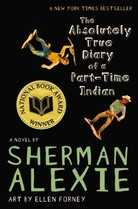 A NEW YORK TIMES BESTSELLER
The
Absolutely
True
Diary
of a
Part-Time
Indian
NATIONAL BOOK AWARD
WINNER
A NOVEL BY
SHERMAN
ALEXIE
ART BY ELLEN FORNEY